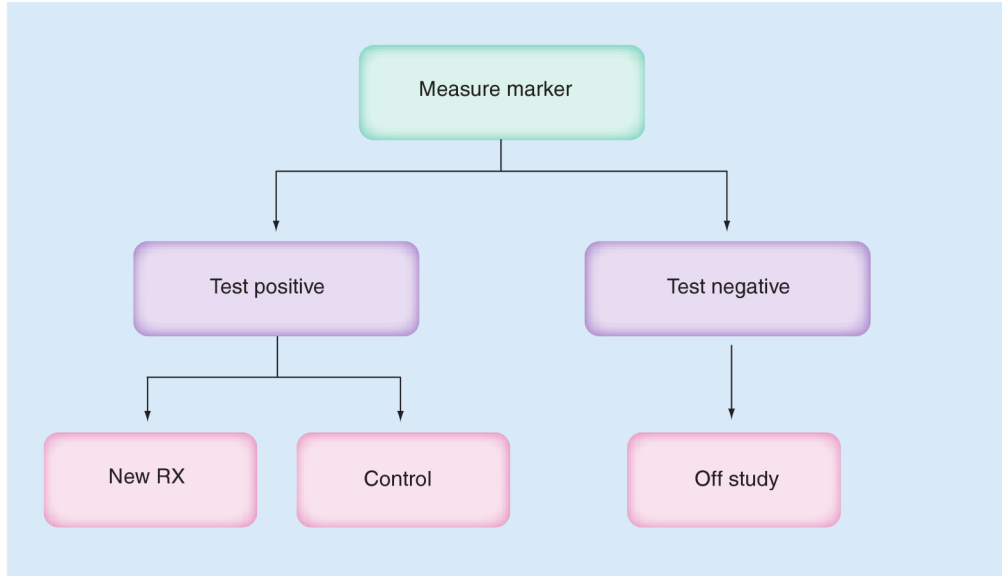 Measure marker
Test positive
Test negative
New RX
Control
Off study